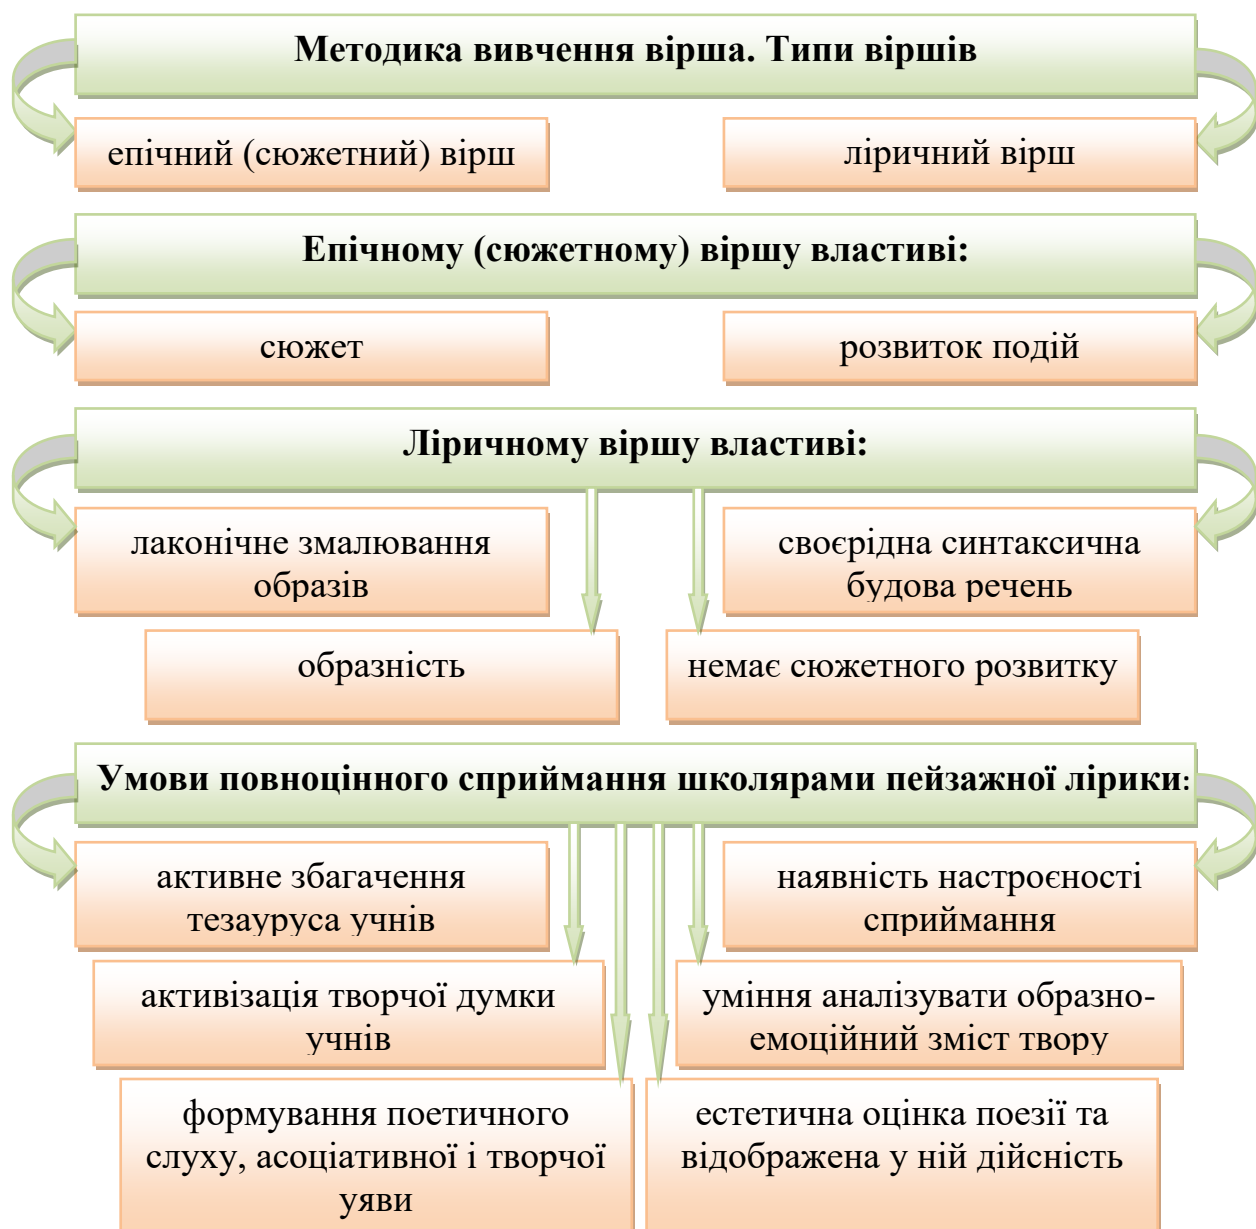 Методика вивчення вірша. Типи віршів
епічний (сюжетний) вірш
ліричний вірш
Епічному (сюжетному) віршу властиві:
сюжет
розвиток подій
Ліричному віршу властиві:
лаконічне змалювання
образів
своєрідна синтаксична
будова речень
образність
немає сюжетного розвитку
Умови повноцінного сприймання школярами пейзажної лірики:
активне збагачення
тезауруса учнів
наявність настроєності
сприймання
активізація творчої думки
учнів
уміння аналізувати образно-
емоційний зміст твору
формування поетичного
слуху, асоціативної і творчої
уяви
естетична оцінка поезії та
відображена у ній дійсність